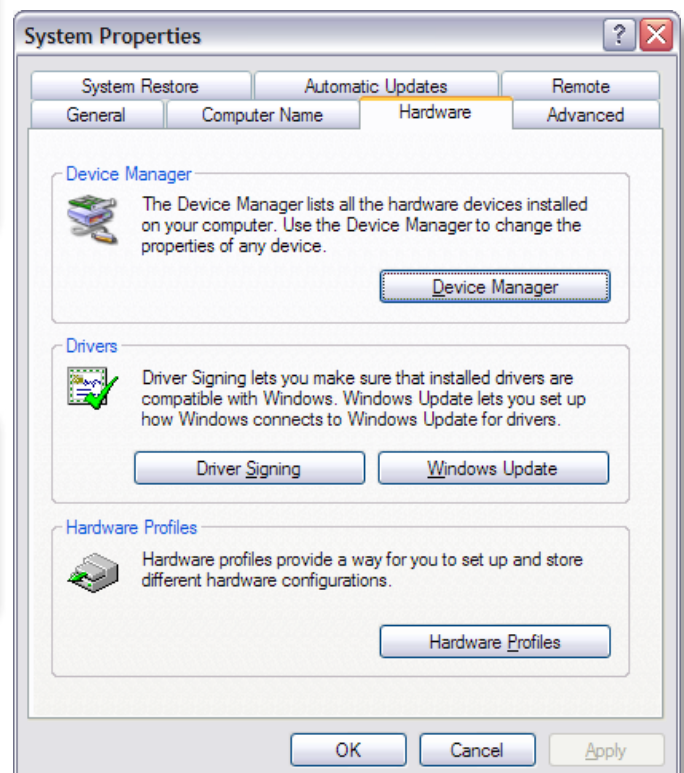 System Properties
System Restore Automatic Updates Remote
General Computer Name Hardware Advanced
Device Manager
The Device Manager lists all the hardware devices installed
on your computer. Use the Device Manager to change the
properties of any device.
Device Manager
Drivers
Driver Signing lets you make sure that installed drivers are
compatible with Windows. Windows Update lets you set up
how Windows connects to Windows Update for drivers.
Driver Signing Windows Update
Hardware Profiles
Hardware profiles provide a way for you to set up and store
different hardware configurations.
Hardware Profiles
OK Cancel Apply